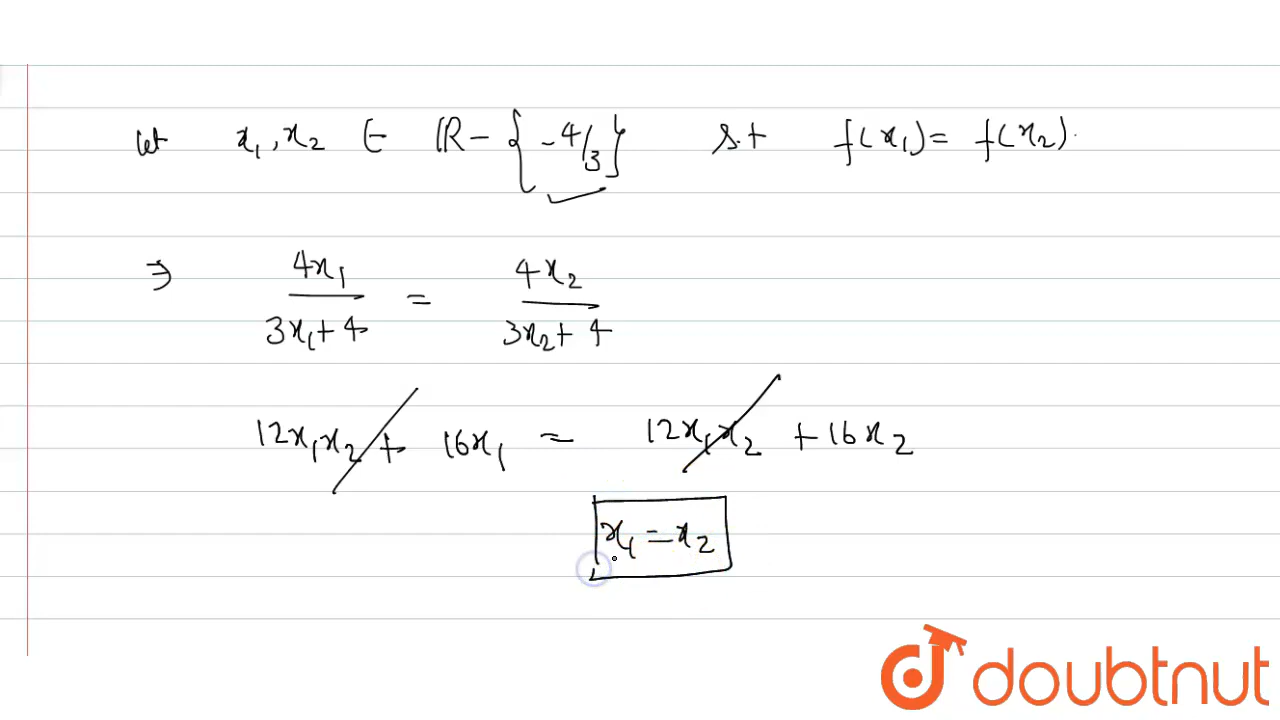 let x₁, x₂ ∈ ℝ - {-4/3} s.t f(x₁) = f(x₂).
⇒ 4x₁/3x₁+4 = 4x₂/3x₂+4
12x₁x₂ + 16x₁ = 12x₁x₂ + 16x₂
x₁ = x₂
doubtnut